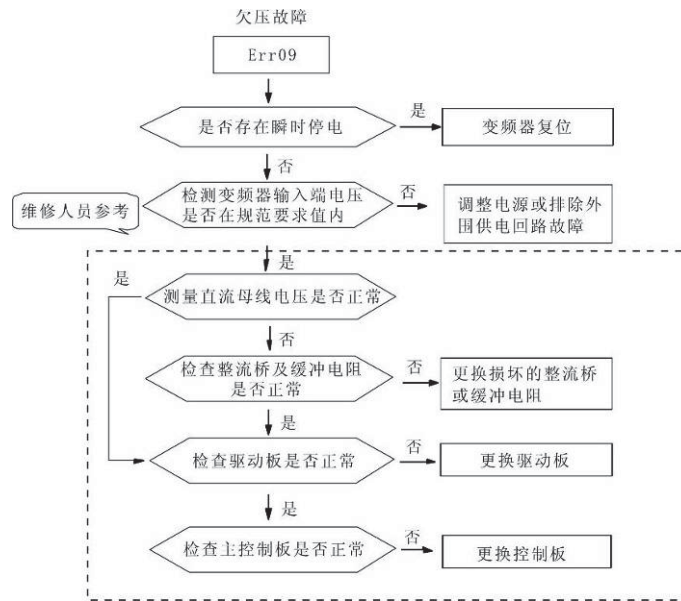 欠压故障
Err09
是否存在瞬时停电
是
变频器复位
否
维修人员参考
检测变频器输入端电压
是否在规范要求值内
否
调整电源或排除外
围供电回路故障
是
是
测量直流母线电压是否正常
否
检查整流桥及缓冲电阻
是否正常
否
更换损坏的整流桥
或缓冲电阻
是
检查驱动板是否正常
否
更换驱动板
是
检查主控制板是否正常
否
更换控制板